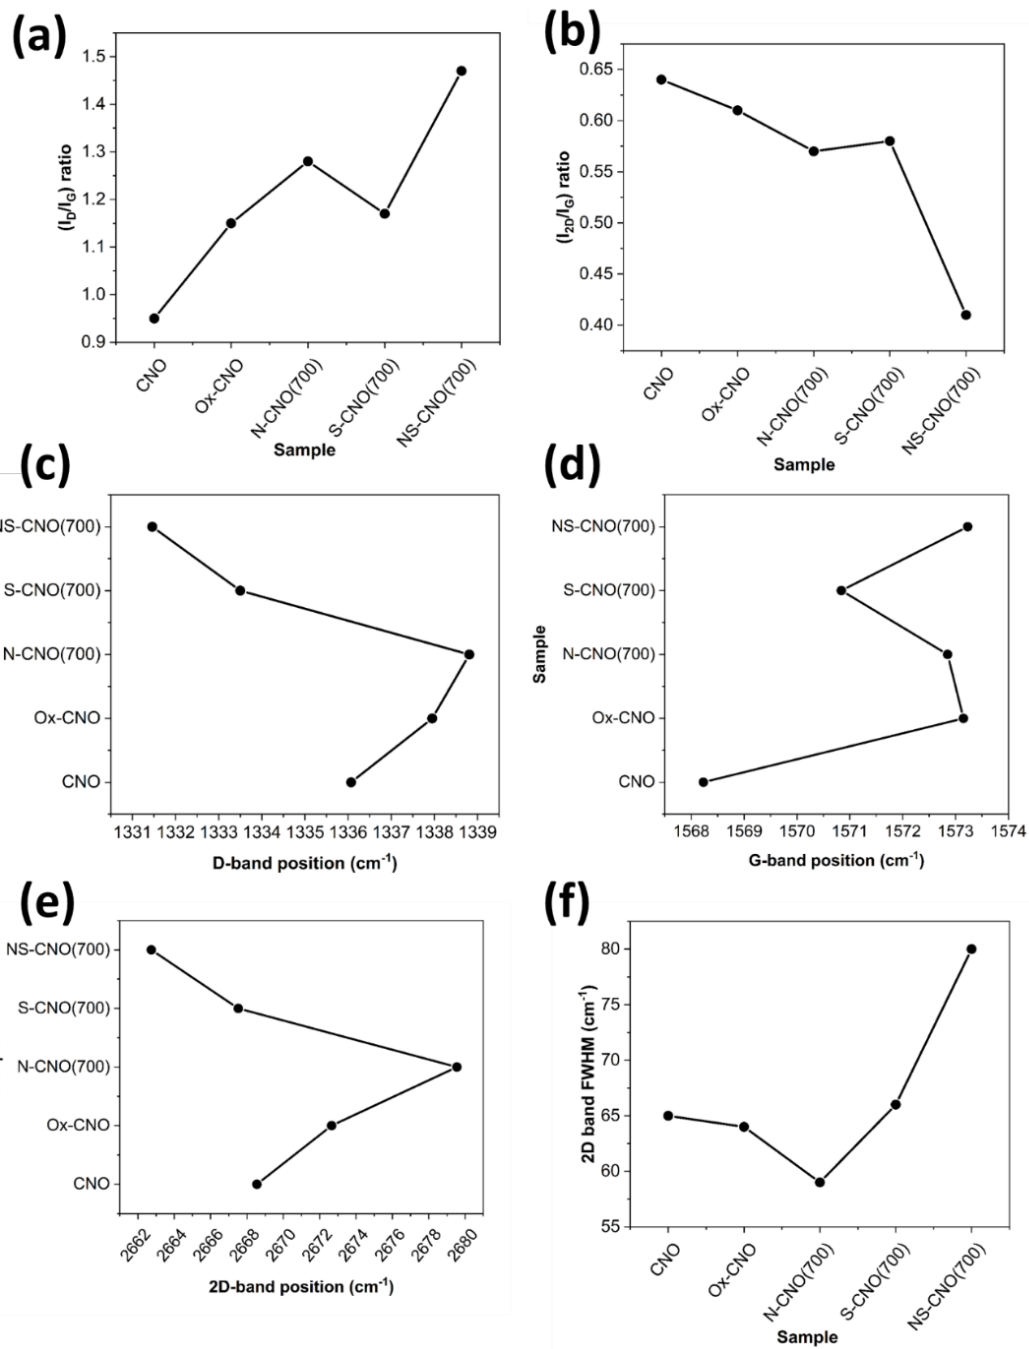 (a)
1.5
1.4
1.3
1.2
1.1
1.0
0.9
(I_D/I_G) ratio
CNO
Ox-CNO
N-CNO(700)
S-CNO(700)
NS-CNO(700)
Sample
(b)
0.65
0.60
0.55
0.50
0.45
0.40
(I_2D/I_G) ratio
CNO
Ox-CNO
N-CNO(700)
S-CNO(700)
NS-CNO(700)
Sample
(c)
NS-CNO(700)
S-CNO(700)
N-CNO(700)
Ox-CNO
CNO
1331 1332 1333 1334 1335 1336 1337 1338 1339
D-band position (cm⁻¹)
(d)
NS-CNO(700)
S-CNO(700)
N-CNO(700)
Ox-CNO
CNO
Sample
1568 1569 1570 1571 1572 1573 1574
G-band position (cm⁻¹)
(e)
NS-CNO(700)
S-CNO(700)
N-CNO(700)
Ox-CNO
CNO
2662 2664 2666 2668 2670 2672 2674 2676 2678 2680
2D-band position (cm⁻¹)
(f)
80
75
70
65
60
55
2D band FWHM (cm⁻¹)
CNO
Ox-CNO
N-CNO(700)
S-CNO(700)
NS-CNO(700)
Sample